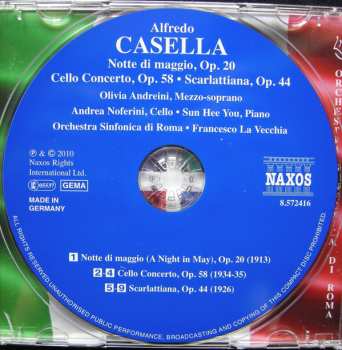 Alfredo
CASELLA
Notte di maggio, Op. 20
Cello Concerto, Op. 58 • Scarlattiana, Op. 44
Olivia Andreini, Mezzo-soprano
Andrea Noferini, Cello • Sun Hee You, Piano
Orchestra Sinfonica di Roma • Francesco La Vecchia
℗ & © 2010
Naxos Rights
International Ltd.
GEMA
MADE IN
GERMANY
NAXOS
8.572416
1 Notte di maggio (A Night in May), Op. 20 (1913)
2-4 Cello Concerto, Op. 58 (1934-35)
5-9 Scarlattiana, Op. 44 (1926)
ALL RIGHTS RESERVED. UNAUTHORISED PUBLIC PERFORMANCE, BROADCASTING AND COPYING OF THIS COMPACT DISC PROHIBITED.
ORCHEST
A DI ROMA